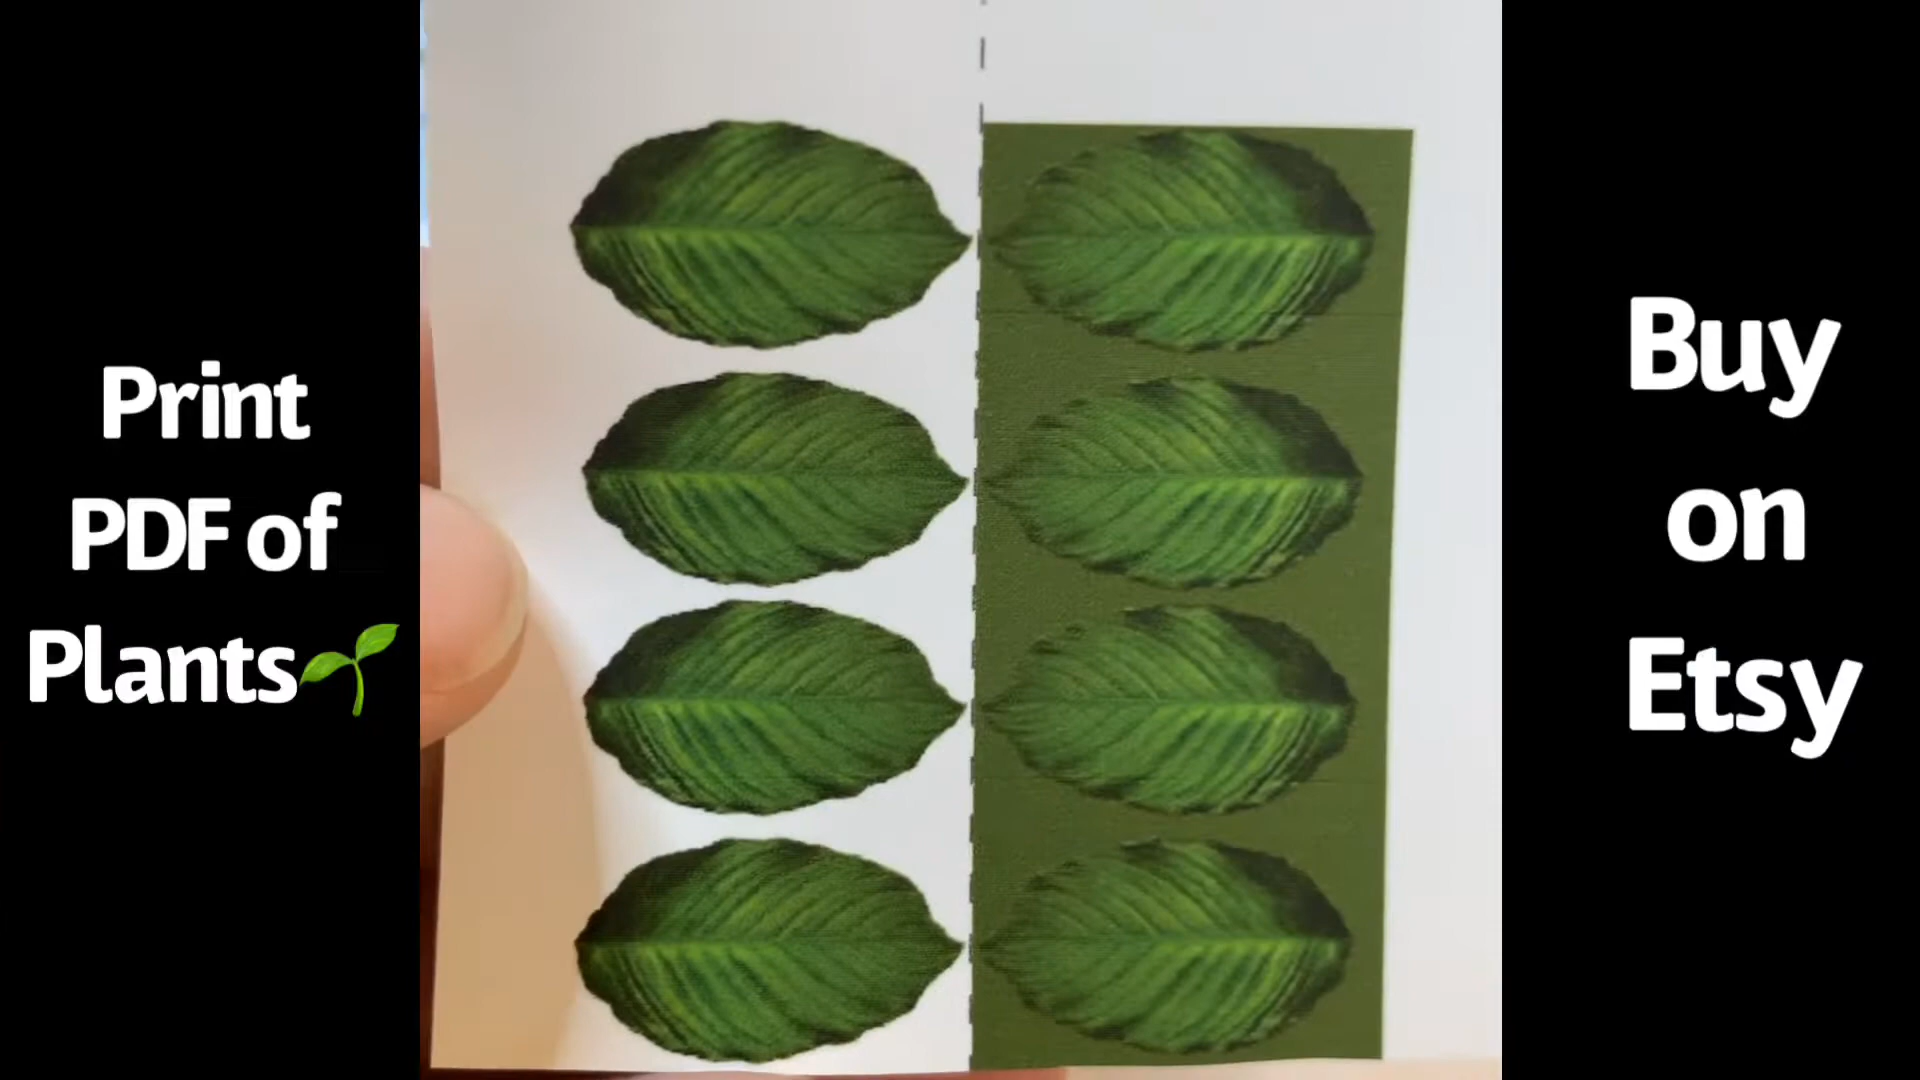 Print
PDF of
Plants🌱
Buy
on
Etsy